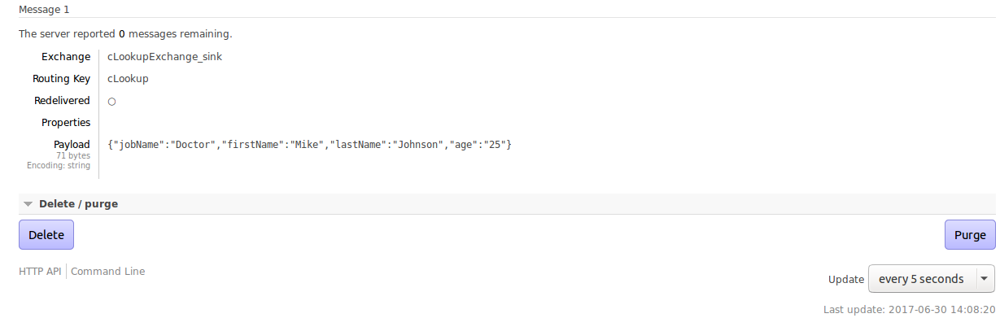 Message 1
The server reported 0 messages remaining.
Exchange cLookupExchange_sink
Routing Key cLookup
Redelivered ○
Properties
Payload {"jobName":"Doctor","firstName":"Mike","lastName":"Johnson","age":"25"}
71 bytes
Encoding: string
Delete / purge
Delete Purge
HTTP API Command Line
Update every 5 seconds
Last update: 2017-06-30 14:08:20